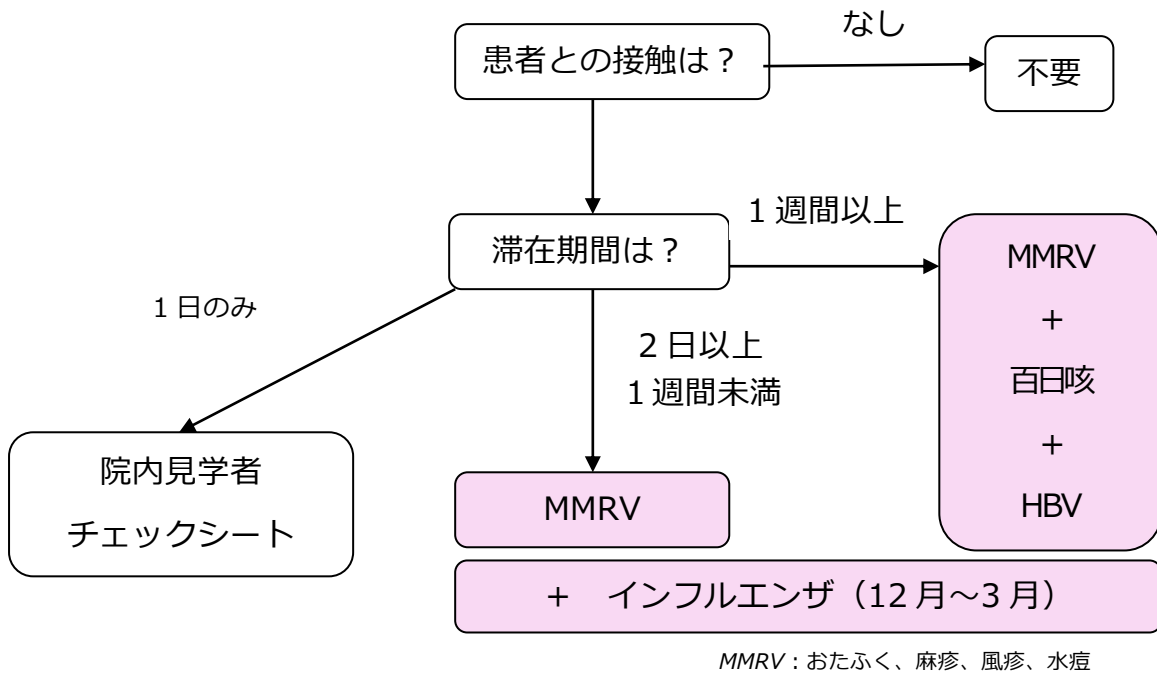 患者との接触は？
なし
不要
滞在期間は？
１週間以上
１日のみ
２日以上
１週間未満
MMRV
+
百日咳
+
HBV
院内見学者
チェックシート
MMRV
+　インフルエンザ（12月～3月）
MMRV：おたふく、麻疹、風疹、水痘